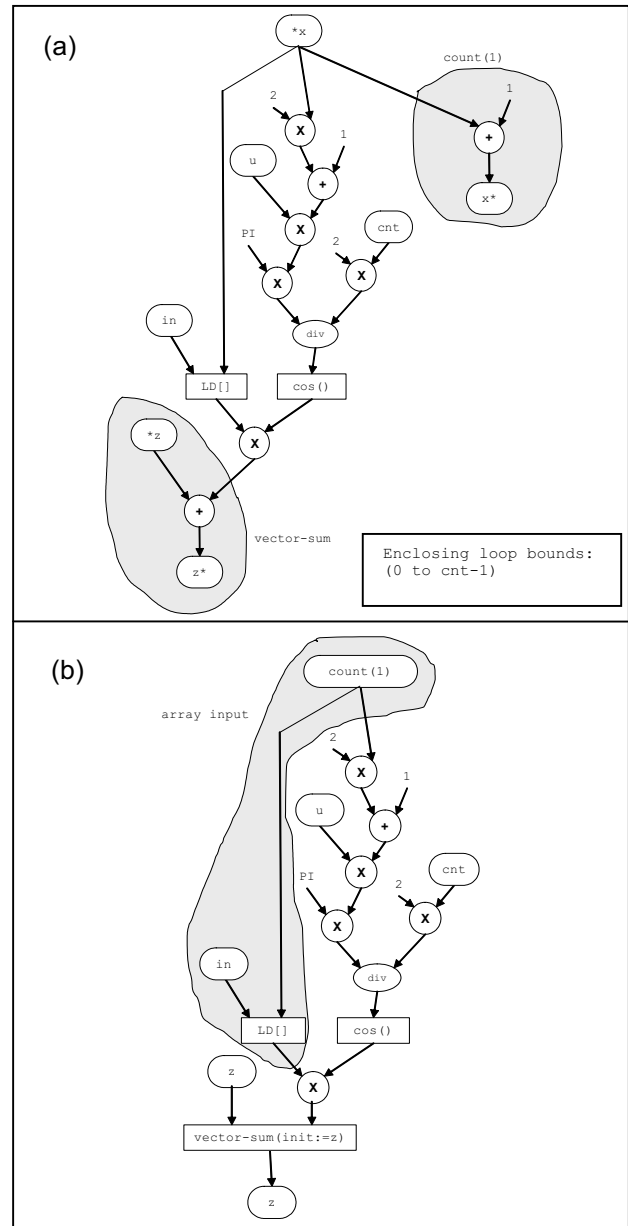 (a)
*x
count(1)
2
1
X
1
+
u
+
x*
X
PI
2
cnt
X
X
in
div
LD[]
cos()
*z
X
+
vector-sum
z*
Enclosing loop bounds:
(0 to cnt-1)
(b)
count(1)
array input
2
X
1
u
+
X
PI
2
cnt
X
X
in
div
LD[]
cos()
z
X
vector-sum(init:=z)
z